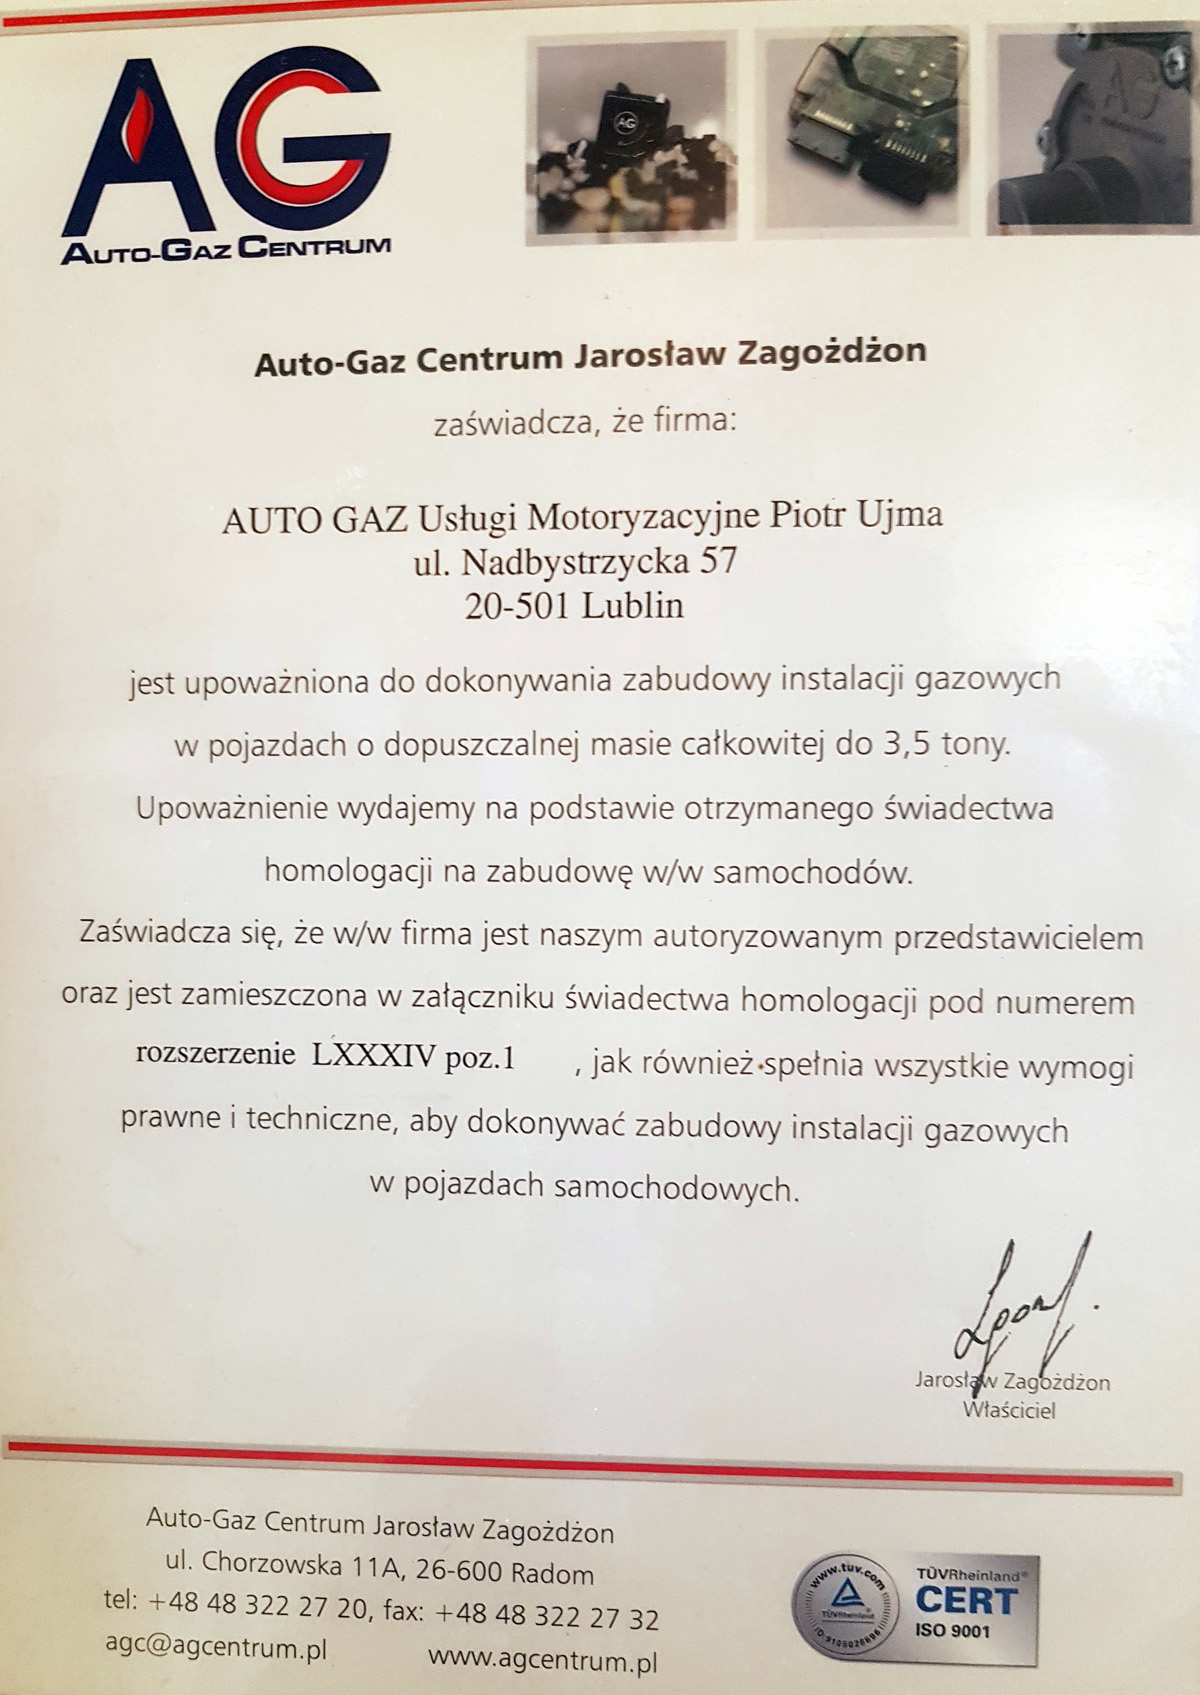 AG
AUTO-GAZ CENTRUM
AG
AG
Auto-Gaz Centrum Jarosław Zagożdżon
zaświadcza, że firma:
AUTO GAZ Usługi Motoryzacyjne Piotr Ujma
ul. Nadbystrzycka 57
20-501 Lublin
jest upoważniona do dokonywania zabudowy instalacji gazowych
w pojazdach o dopuszczalnej masie całkowitej do 3,5 tony.
Upoważnienie wydajemy na podstawie otrzymanego świadectwa
homologacji na zabudowę w/w samochodów.
Zaświadcza się, że w/w firma jest naszym autoryzowanym przedstawicielem
oraz jest zamieszczona w załączniku świadectwa homologacji pod numerem
rozszerzenie LXXXIV poz.1 , jak również spełnia wszystkie wymogi
prawne i techniczne, aby dokonywać zabudowy instalacji gazowych
w pojazdach samochodowych.
Jarosław Zagożdżon
Właściciel
Auto-Gaz Centrum Jarosław Zagożdżon
ul. Chorzowska 11A, 26-600 Radom
tel: +48 48 322 27 20, fax: +48 48 322 27 32
agc@agcentrum.pl www.agcentrum.pl
www.tuv.com
TÜVRheinland
ID:9105026696
TÜVRheinland®
CERT
ISO 9001